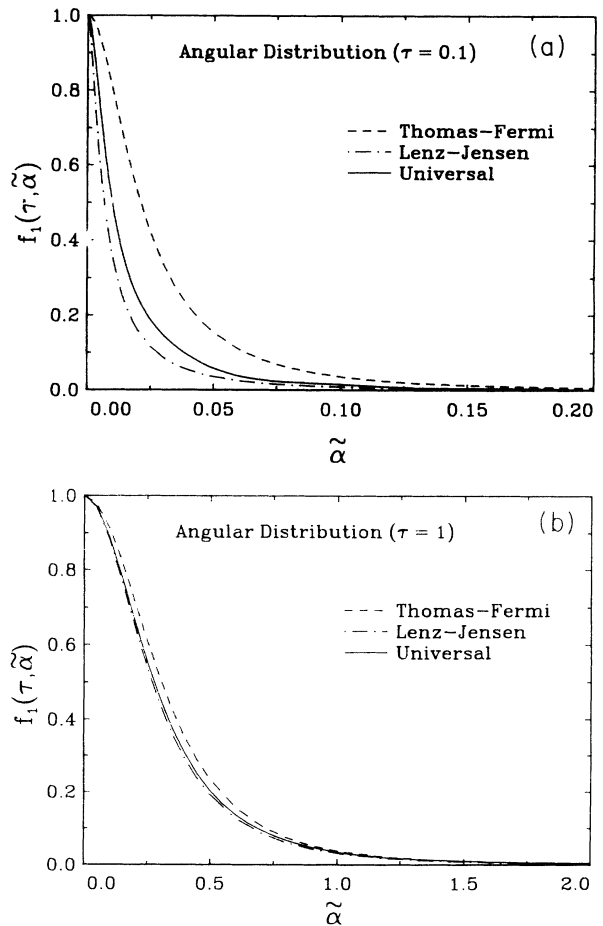 (a)
Angular Distribution (τ = 0.1)
Thomas-Fermi
Lenz-Jensen
Universal
f₁(τ,α̃)
1.0
0.8
0.6
0.4
0.2
0.0
0.00 0.05 0.10 0.15 0.20
α̃
(b)
Angular Distribution (τ = 1)
Thomas-Fermi
Lenz-Jensen
Universal
f₁(τ,α̃)
1.0
0.8
0.6
0.4
0.2
0.0
0.0 0.5 1.0 1.5 2.0
α̃